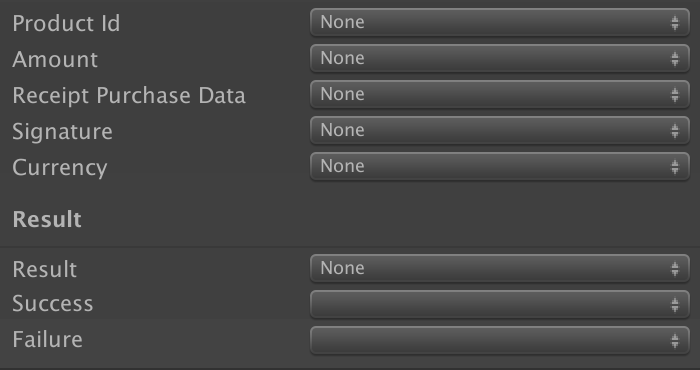 Product Id None
Amount None
Receipt Purchase Data None
Signature None
Currency None
Result
Result None
Success
Failure